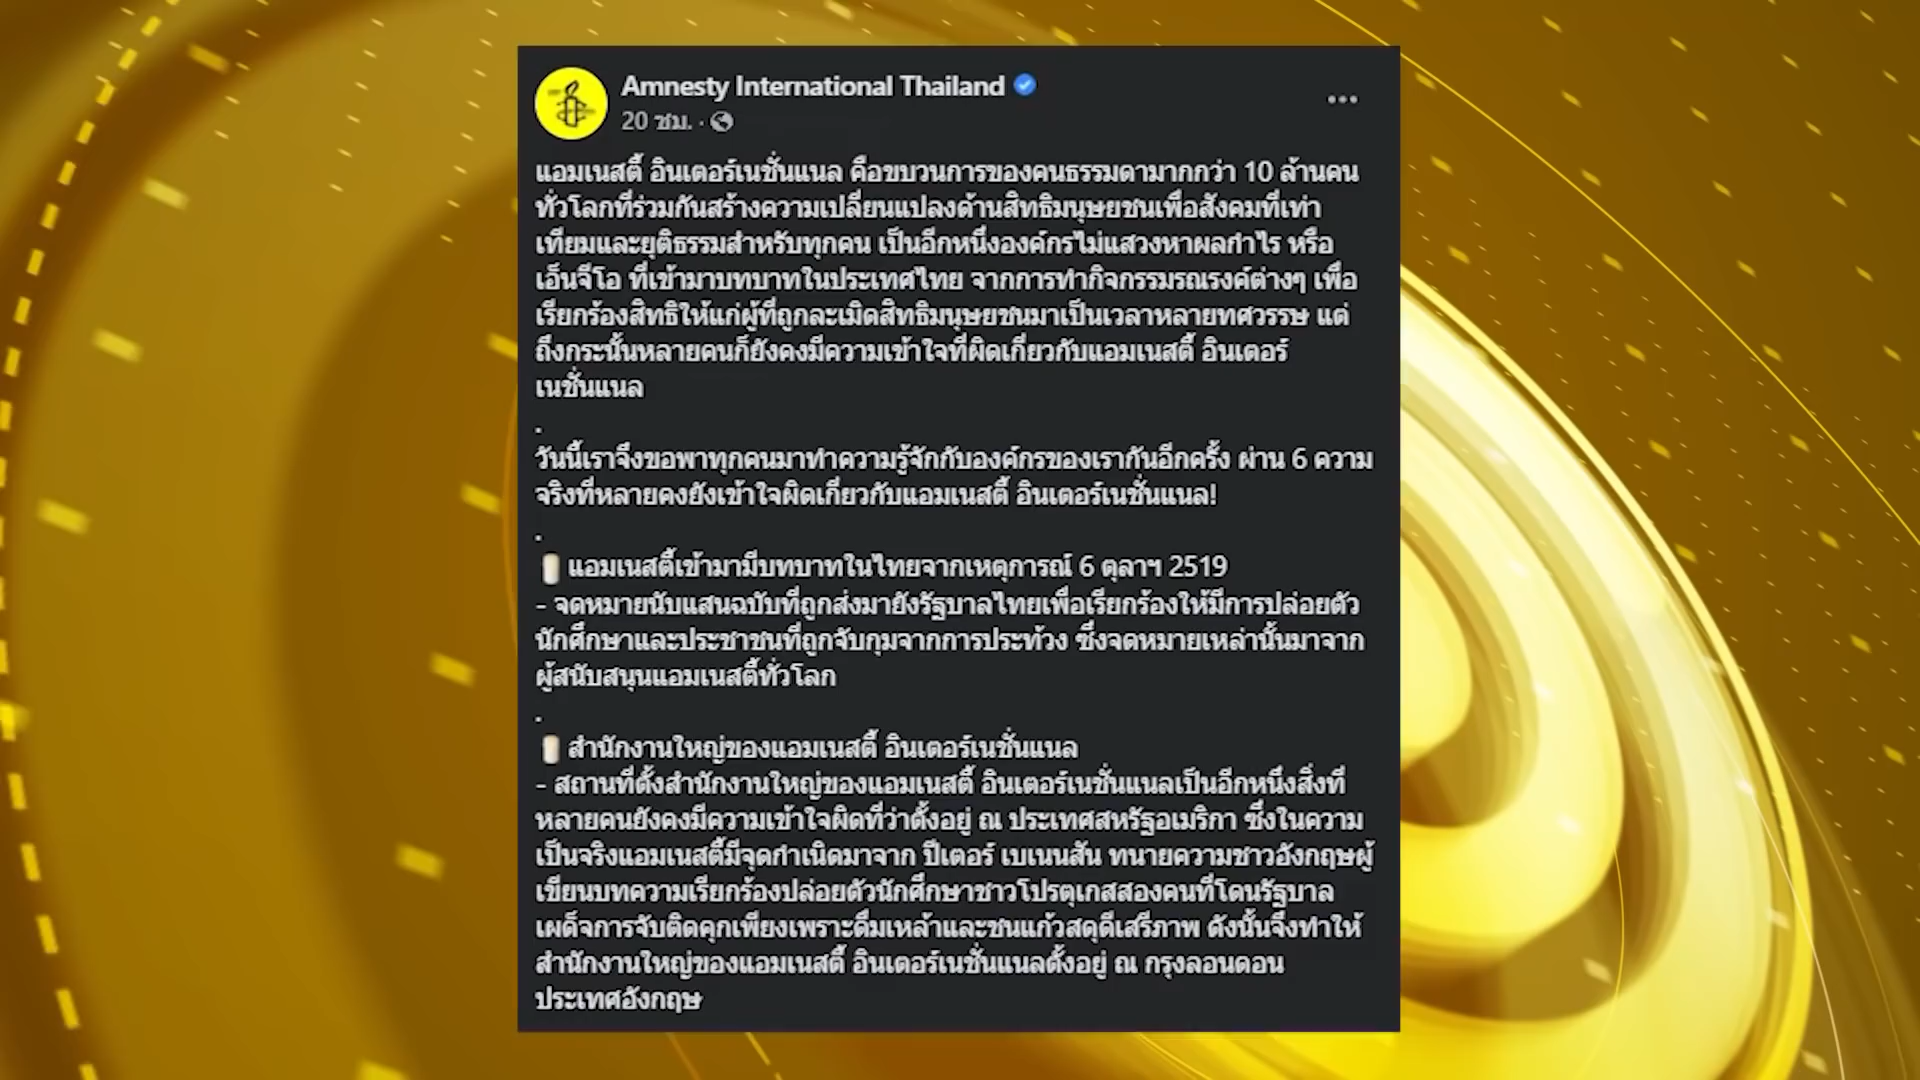 Amnesty International Thailand
20 ชม. ·
แอมเนสตี้ อินเตอร์เนชั่นแนล คือขบวนการของคนธรรมดามากกว่า 10 ล้านคน
ทั่วโลกที่ร่วมกันสร้างความเปลี่ยนแปลงด้านสิทธิมนุษยชนเพื่อสังคมที่เท่า
เทียมและยุติธรรมสำหรับทุกคน เป็นอีกหนึ่งองค์กรไม่แสวงหาผลกำไร หรือ
เอ็นจีโอ ที่เข้ามาบทบาทในประเทศไทย จากการทำกิจกรรมรณรงค์ต่างๆ เพื่อ
เรียกร้องสิทธิให้แก่ผู้ที่ถูกละเมิดสิทธิมนุษยชนมาเป็นเวลาหลายทศวรรษ แต่
ถึงกระนั้นหลายคนก็ยังคงมีความเข้าใจที่ผิดเกี่ยวกับแอมเนสตี้ อินเตอร์
เนชั่นแนล
.
วันนี้เราจึงขอพาทุกคนมาทำความรู้จักกับองค์กรของเรากันอีกครั้ง ผ่าน 6 ความ
จริงที่หลายคงยังเข้าใจผิดเกี่ยวกับแอมเนสตี้ อินเตอร์เนชั่นแนล!
.
แอมเนสตี้เข้ามามีบทบาทในไทยจากเหตุการณ์ 6 ตุลาฯ 2519
- จดหมายนับแสนฉบับที่ถูกส่งมายังรัฐบาลไทยเพื่อเรียกร้องให้มีการปล่อยตัว
นักศึกษาและประชาชนที่ถูกจับกุมจากการประท้วง ซึ่งจดหมายเหล่านั้นมาจาก
ผู้สนับสนุนแอมเนสตี้ทั่วโลก
.
สำนักงานใหญ่ของแอมเนสตี้ อินเตอร์เนชั่นแนล
- สถานที่ตั้งสำนักงานใหญ่ของแอมเนสตี้ อินเตอร์เนชั่นแนลเป็นอีกหนึ่งสิ่งที่
หลายคนยังคงมีความเข้าใจผิดที่ว่าตั้งอยู่ ณ ประเทศสหรัฐอเมริกา ซึ่งในความ
เป็นจริงแอมเนสตี้มีจุดกำเนิดมาจาก ปีเตอร์ เบเนนสัน ทนายความชาวอังกฤษผู้
เขียนบทความเรียกร้องปล่อยตัวนักศึกษาชาวโปรตุเกสสองคนที่โดนรัฐบาล
เผด็จการจับติดคุกเพียงเพราะดื่มเหล้าและชนแก้วสดุดีเสรีภาพ ดังนั้นจึงทำให้
สำนักงานใหญ่ของแอมเนสตี้ อินเตอร์เนชั่นแนลตั้งอยู่ ณ กรุงลอนดอน
ประเทศอังกฤษ